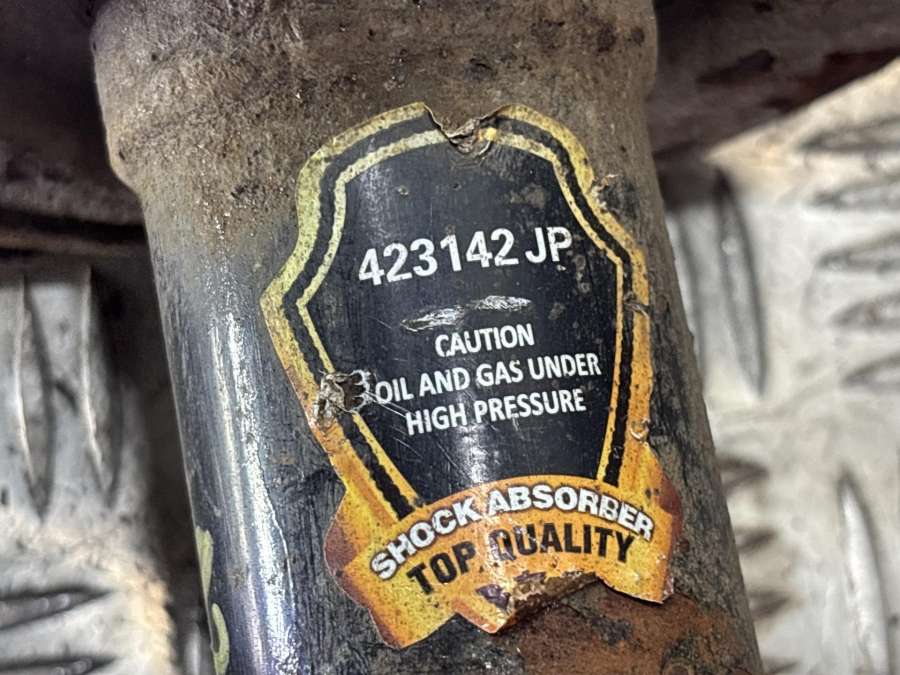 423142 JP
CAUTION
OIL AND GAS UNDER
HIGH PRESSURE
SHOCK ABSORBER
TOP QUALITY